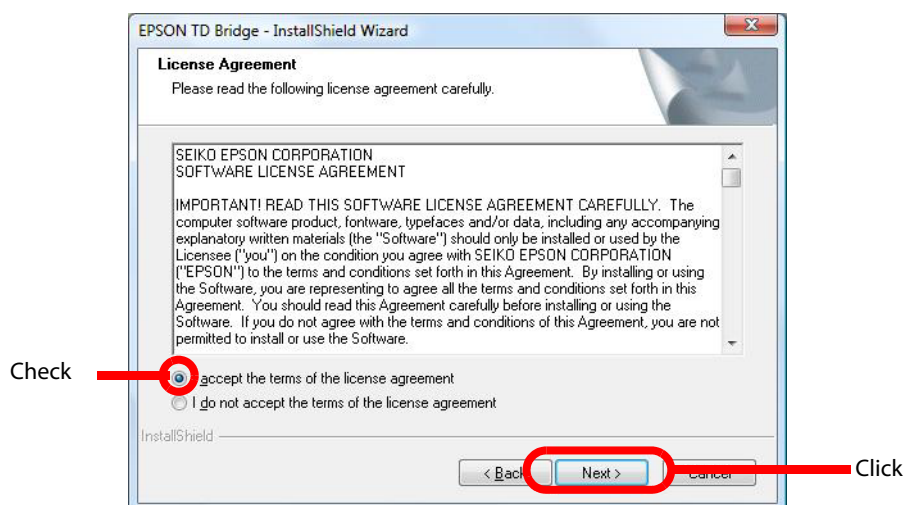 EPSON TD Bridge - InstallShield Wizard
License Agreement
Please read the following license agreement carefully.
SEIKO EPSON CORPORATION
SOFTWARE LICENSE AGREEMENT
IMPORTANT! READ THIS SOFTWARE LICENSE AGREEMENT CAREFULLY. The
computer software product, fontware, typefaces and/or data, including any accompanying
explanatory written materials (the "Software") should only be installed or used by the
Licensee ("you") on the condition you agree with SEIKO EPSON CORPORATION
("EPSON") to the terms and conditions set forth in this Agreement. By installing or using
the Software, you are representing to agree all the terms and conditions set forth in this
Agreement. You should read this Agreement carefully before installing or using the
Software. If you do not agree with the terms and conditions of this Agreement, you are not
permitted to install or use the Software.
Check
accept the terms of the license agreement
I do not accept the terms of the license agreement
InstallShield
< Back
Next >
Cancel
Click